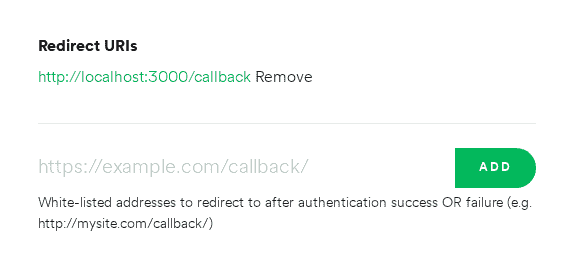 Redirect URIs
http://localhost:3000/callback Remove
https://example.com/callback/
ADD
White-listed addresses to redirect to after authentication success OR failure (e.g.
http://mysite.com/callback/)